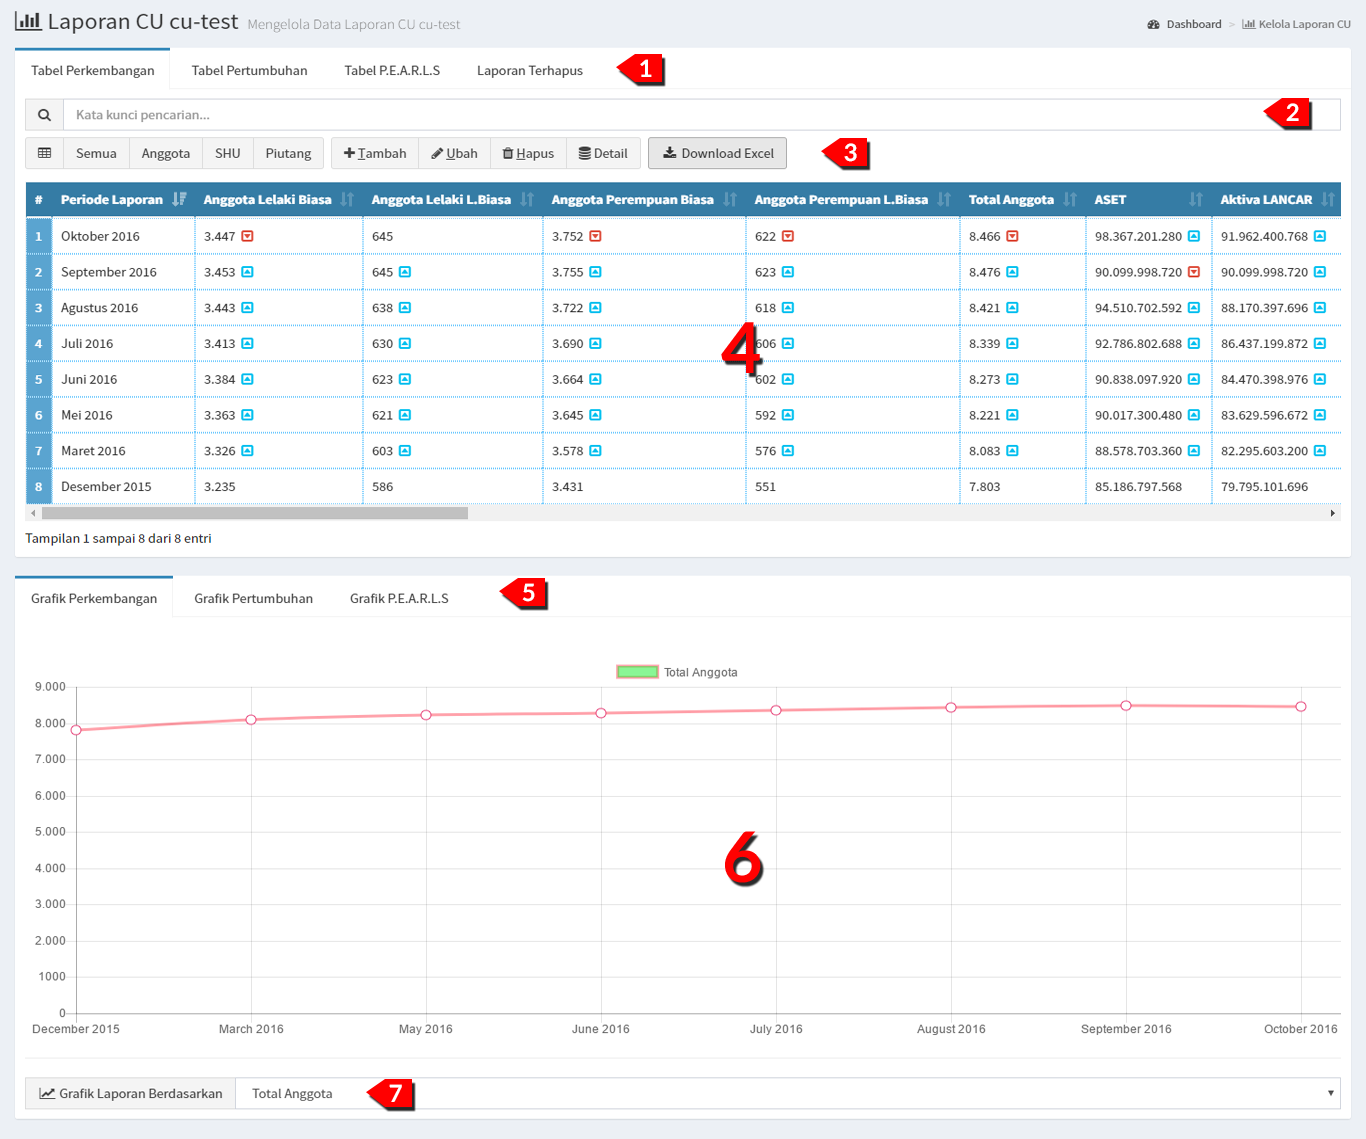 Laporan CU cu-test Mengelola Data Laporan CU cu-test Dashboard > Kelola Laporan CU
Tabel Perkembangan Tabel Pertumbuhan Tabel P.E.A.R.L.S Laporan Terhapus 1
Kata kunci pencarian... 2
Semua Anggota SHU Piutang Tambah Ubah Hapus Detail Download Excel 3
# Periode Laporan Anggota Lelaki Biasa Anggota Lelaki L.Biasa Anggota Perempuan Biasa Anggota Perempuan L.Biasa Total Anggota ASET Aktiva LANCAR
1 Oktober 2016 3.447 645 3.752 622 8.466 98.367.201.280 91.962.400.768
2 September 2016 3.453 645 3.755 623 8.476 90.099.998.720 90.099.998.720
3 Agustus 2016 3.443 638 3.722 618 8.421 94.510.702.592 88.170.397.696
4 Juli 2016 3.413 630 3.690 606 8.339 92.786.802.688 86.437.199.872
4
5 Juni 2016 3.384 623 3.664 602 8.273 90.838.097.920 84.470.398.976
6 Mei 2016 3.363 621 3.645 592 8.221 90.017.300.480 83.629.596.672
7 Maret 2016 3.326 603 3.578 576 8.083 88.578.703.360 82.295.603.200
8 Desember 2015 3.235 586 3.431 551 7.803 85.186.797.568 79.795.101.696
Tampilan 1 sampai 8 dari 8 entri
Grafik Perkembangan Grafik Pertumbuhan Grafik P.E.A.R.L.S 5
Total Anggota
9.000
8.000
7.000
6.000
5.000
4.000
3.000
2.000
1000
0
6
December 2015 March 2016 May 2016 June 2016 July 2016 August 2016 September 2016 October 2016
Grafik Laporan Berdasarkan Total Anggota 7